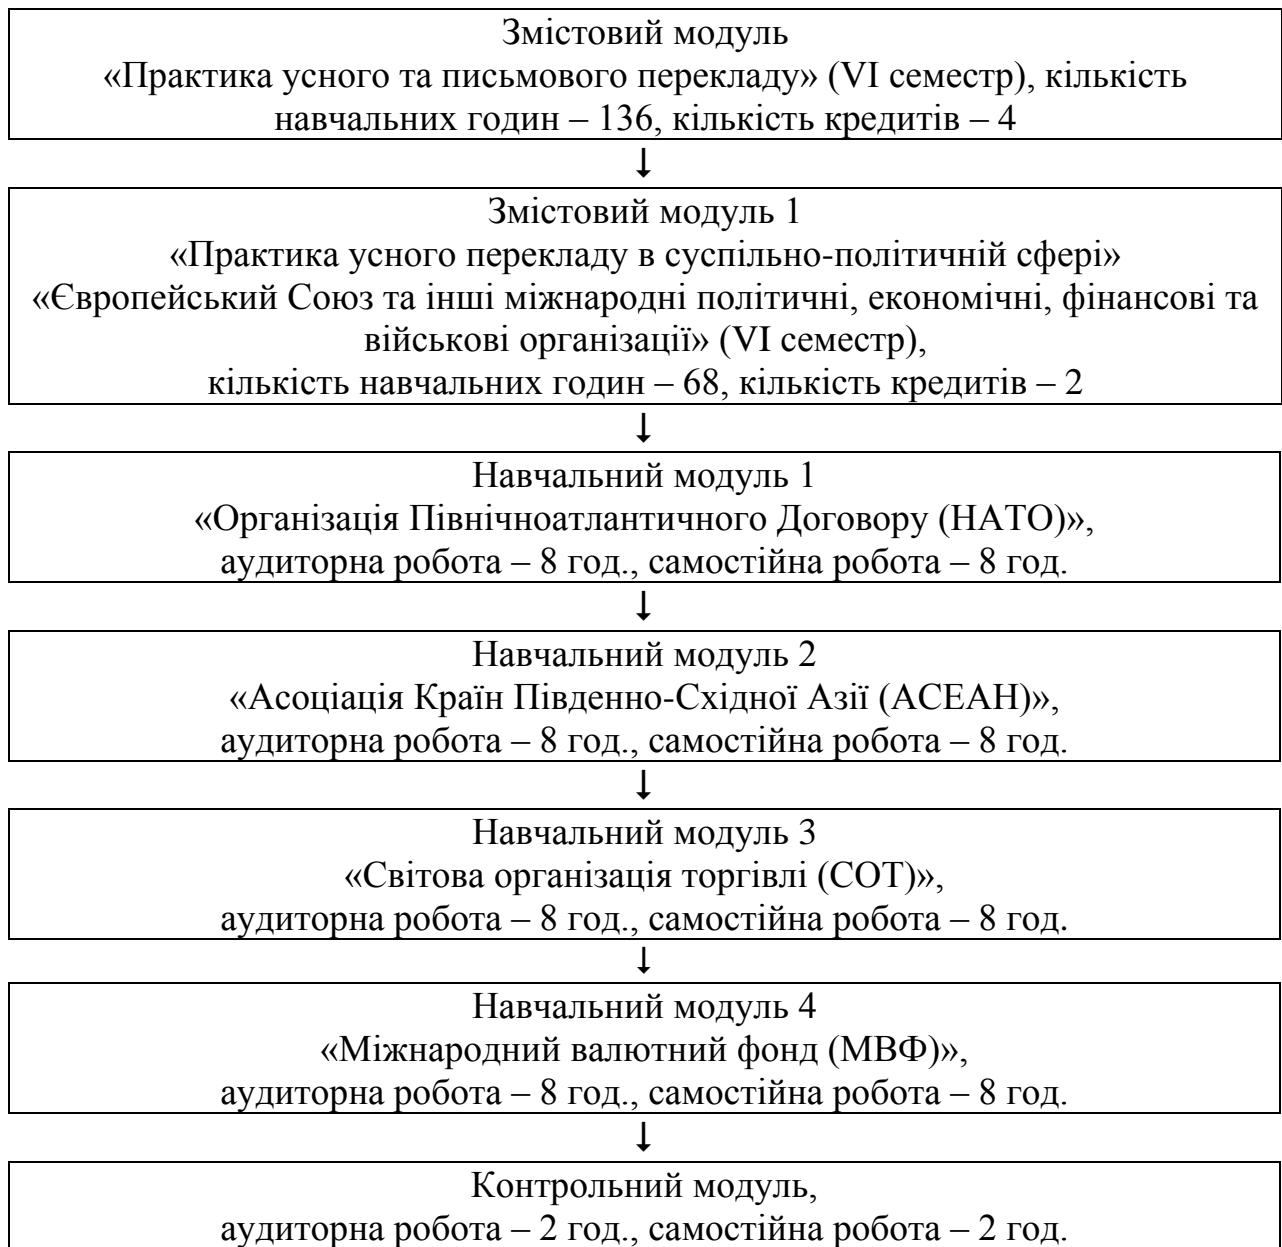 Змістовий модуль
«Практика усного та письмового перекладу» (VI семестр), кількість
навчальних годин – 136, кількість кредитів – 4
↓
Змістовий модуль 1
«Практика усного перекладу в суспільно-політичній сфері»
«Європейський Союз та інші міжнародні політичні, економічні, фінансові та
військові організації» (VI семестр),
кількість навчальних годин – 68, кількість кредитів – 2
↓
Навчальний модуль 1
«Організація Північноатлантичного Договору (НАТО)»,
аудиторна робота – 8 год., самостійна робота – 8 год.
↓
Навчальний модуль 2
«Асоціація Країн Південно-Східної Азії (АСЕАН)»,
аудиторна робота – 8 год., самостійна робота – 8 год.
↓
Навчальний модуль 3
«Світова організація торгівлі (СОТ)»,
аудиторна робота – 8 год., самостійна робота – 8 год.
↓
Навчальний модуль 4
«Міжнародний валютний фонд (МВФ)»,
аудиторна робота – 8 год., самостійна робота – 8 год.
↓
Контрольний модуль,
аудиторна робота – 2 год., самостійна робота – 2 год.